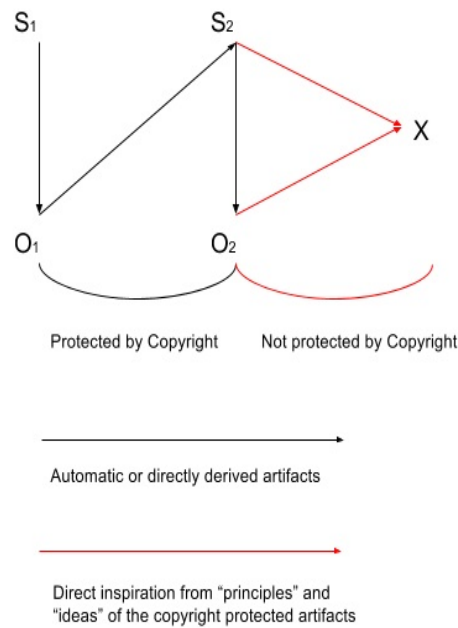 S1 S2
X
O1 O2
Protected by Copyright Not protected by Copyright
Automatic or directly derived artifacts
Direct inspiration from “principles” and
“ideas” of the copyright protected artifacts